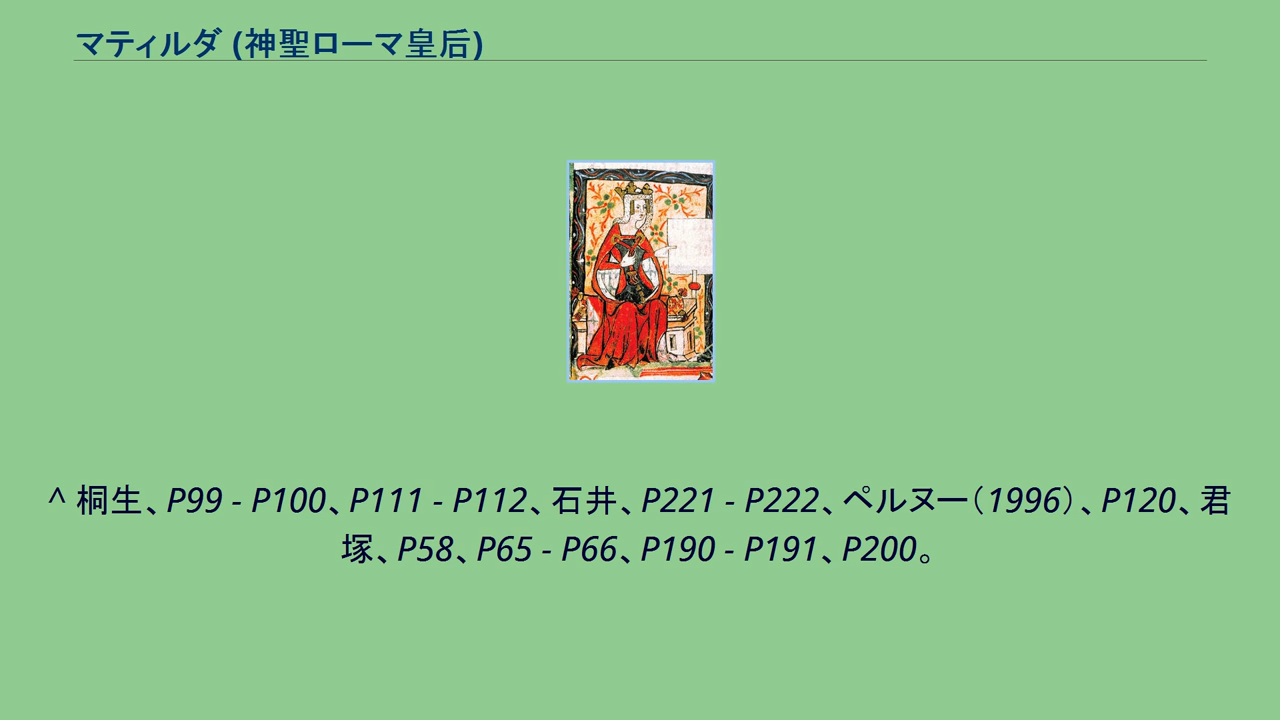 マティルダ (神聖ローマ皇后)
^ 桐生、P99 - P100、P111 - P112、石井、P221 - P222、ペルヌー（1996）、P120、君
塚、P58、P65 - P66、P190 - P191、P200。